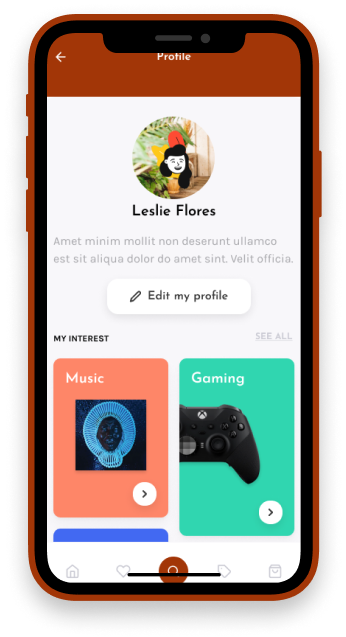 Profile
Leslie Flores
Amet minim mollit non deserunt ullamco
est sit aliqua dolor do amet sint. Velit officia.
Edit my profile
MY INTEREST
SEE ALL
Music
Gaming